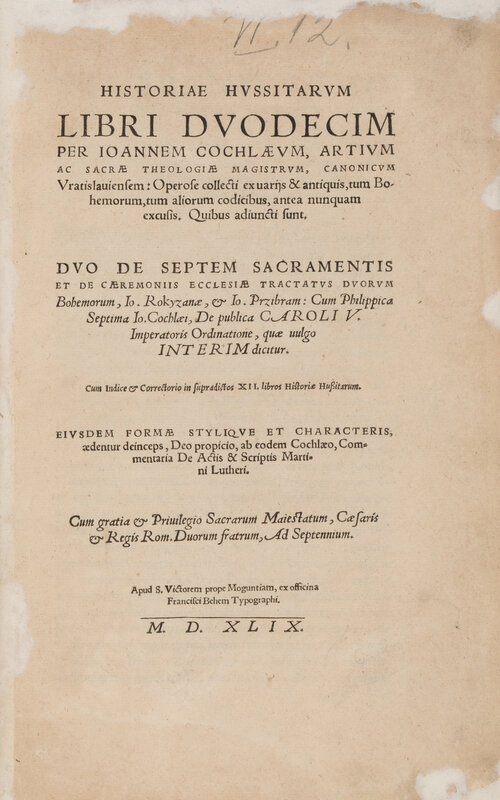 VI. 12.
HISTORIAE HVSSITARVM
LIBRI DVODECIM
PER IOANNEM COCHLÆVM, ARTIVM
AC SACRÆ THEOLOGIÆ MAGISTRVM, CANONICVM
Vratislauiensem: Operose collecti ex uarijs & antiquis, tum Bo-
hemorum, tum aliorum codicibus, antea nunquam
excusis. Quibus adiuncti sunt.
DVO DE SEPTEM SACRAMENTIS
ET DE CÆREMONIIS ECCLESIÆ TRACTATVS DVORVM
Bohemorum, Io. Rokyzanæ, & Io. Przibram: Cum Philippica
Septima Io. Cochlæi, De publica CAROLI V.
Imperatoris Ordinatione, quæ uulgo
INTERIM dicitur.
Cum Indice & Correctorio in supradictos XII. libros Historiæ Hußitarum.
EIVSDEM FORMÆ STYLIQVE ET CHARACTERIS,
ædentur deinceps, Deo propicio, ab eodem Cochlæo, Com-
mentaria De Actis & Scriptis Marti-
ni Lutheri.
Cum gratia & Priuilegio Sacrarum Maiestatum, Cæsaris
& Regis Rom. Duorum fratrum, Ad Septennium.
Apud S. Victorem prope Moguntiam, ex officina
Francisci Behem Typographi.
M. D. XLIX.